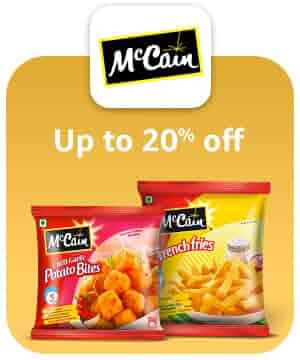 McCain
Up to 20% off
McCain
Chilli Garlic
Potato Bites
McCain
French fries